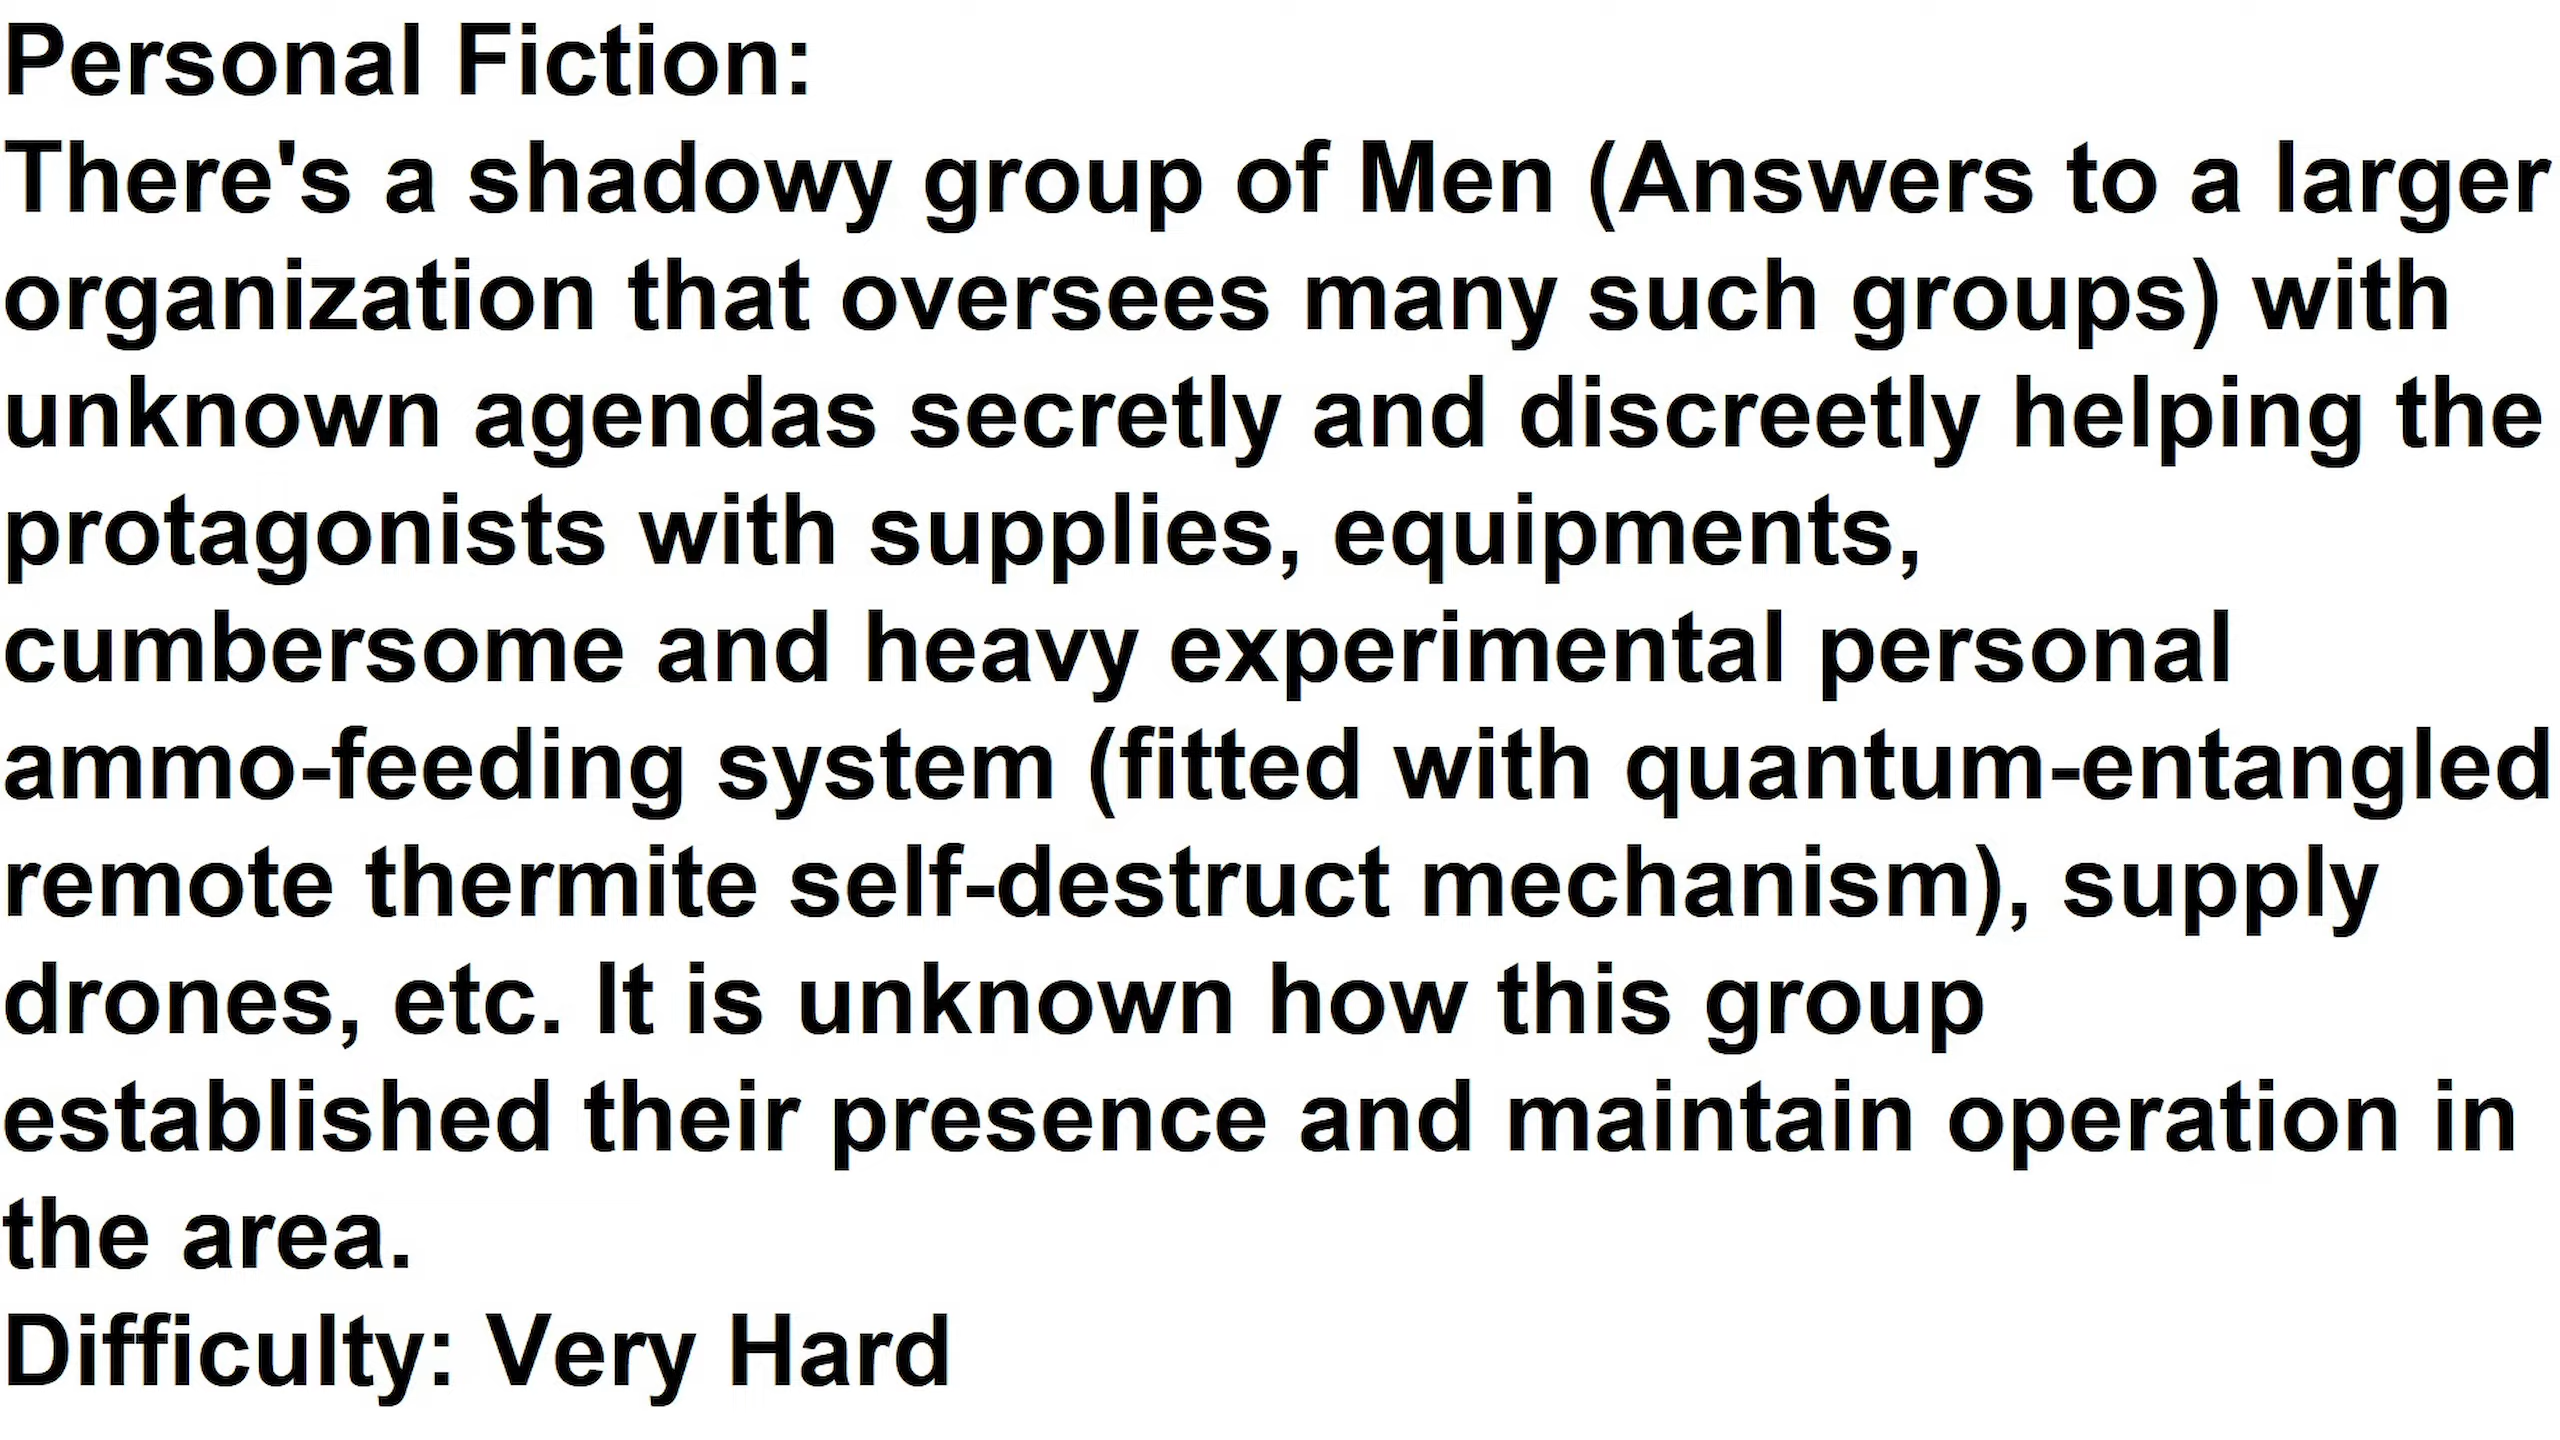 Personal Fiction:
There's a shadowy group of Men (Answers to a larger
organization that oversees many such groups) with
unknown agendas secretly and discreetly helping the
protagonists with supplies, equipments,
cumbersome and heavy experimental personal
ammo-feeding system (fitted with quantum-entangled
remote thermite self-destruct mechanism), supply
drones, etc. It is unknown how this group
established their presence and maintain operation in
the area.
Difficulty: Very Hard